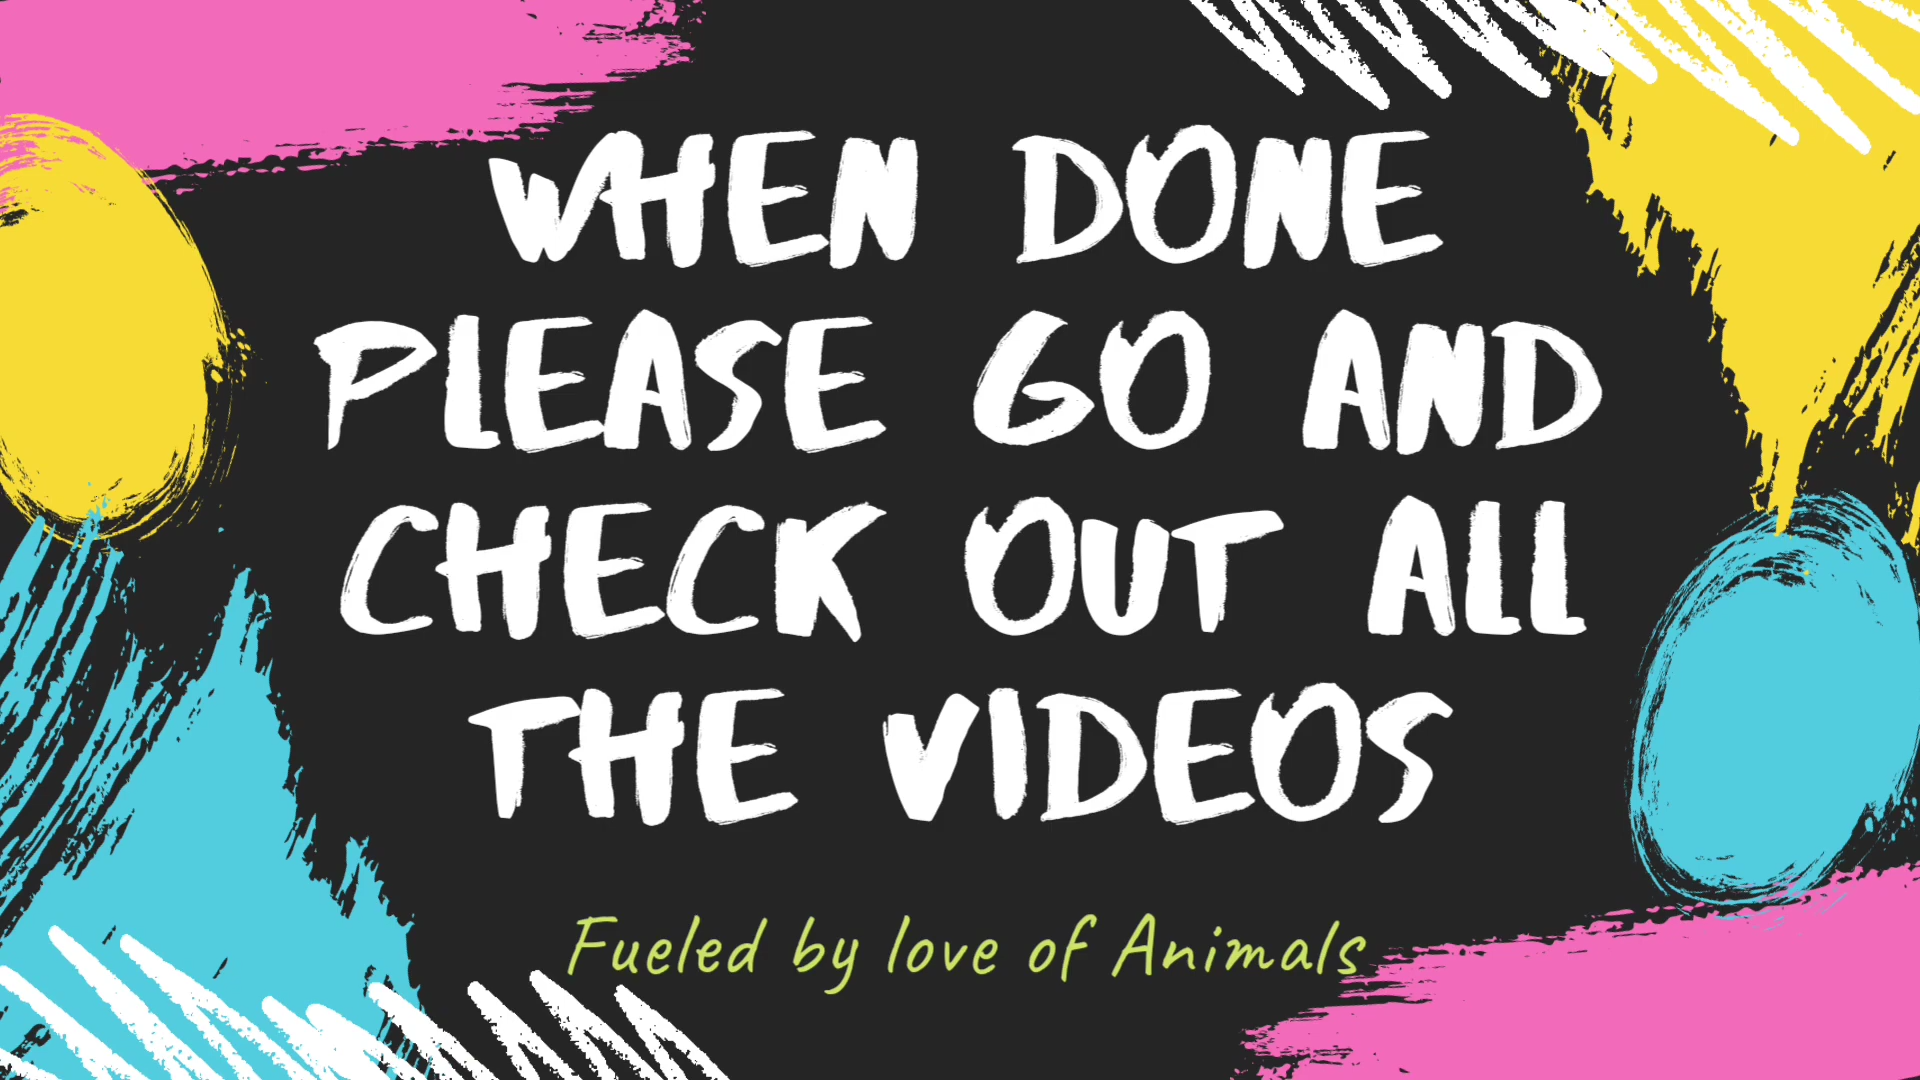 WHEN DONE
PLEASE GO AND
CHECK OUT ALL
THE VIDEOS
Fueled by love of Animals